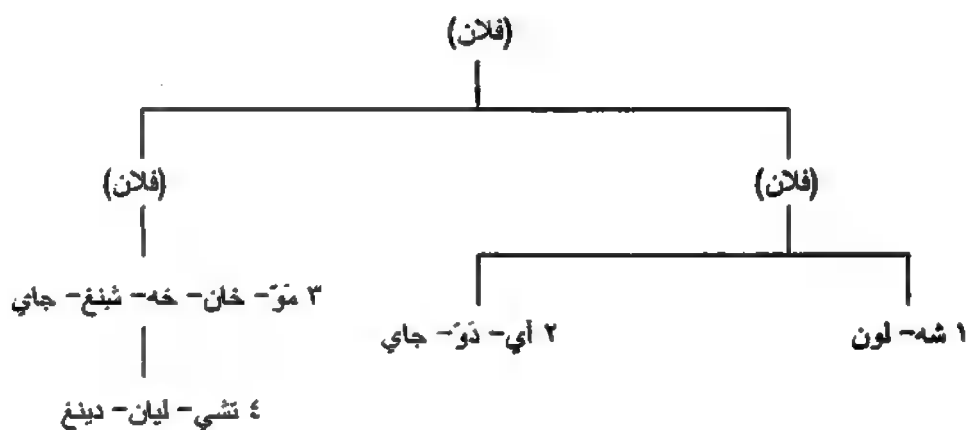 (فلان)
(فلان)
(فلان)
١ شه- لون
٢ أي- دَوّ- جاي
٣ مَوّ- خان- خه- شينغ- جاي
٤ تشي- ليان- دينغ